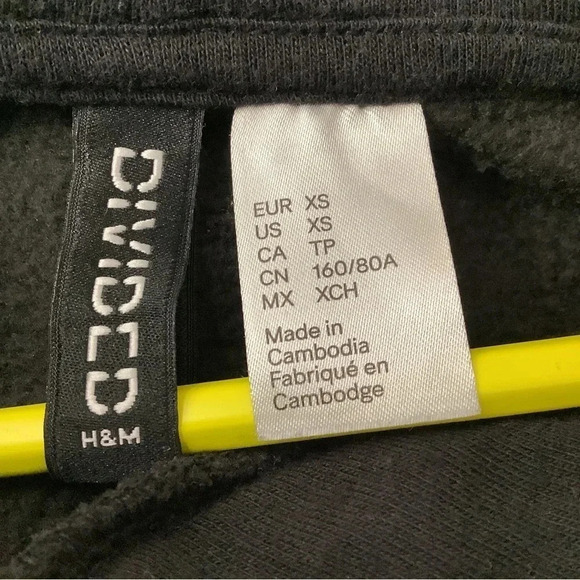 DIVIDED
H&M
EUR XS
US XS
CA TP
CN 160/80A
MX XCH
Made in
Cambodia
Fabriqué en
Cambodge